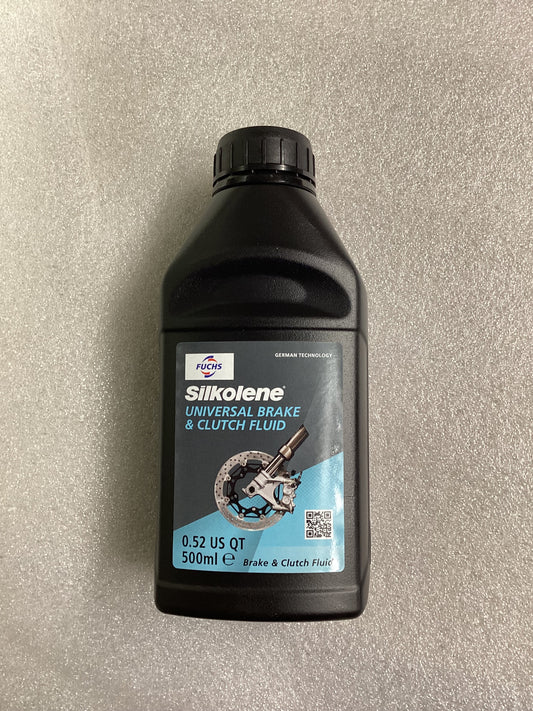 GERMAN TECHNOLOGY
FUCHS
Silkolene®
UNIVERSAL BRAKE
& CLUTCH FLUID
0.52 US QT
500ml ℮
Brake & Clutch Fluid